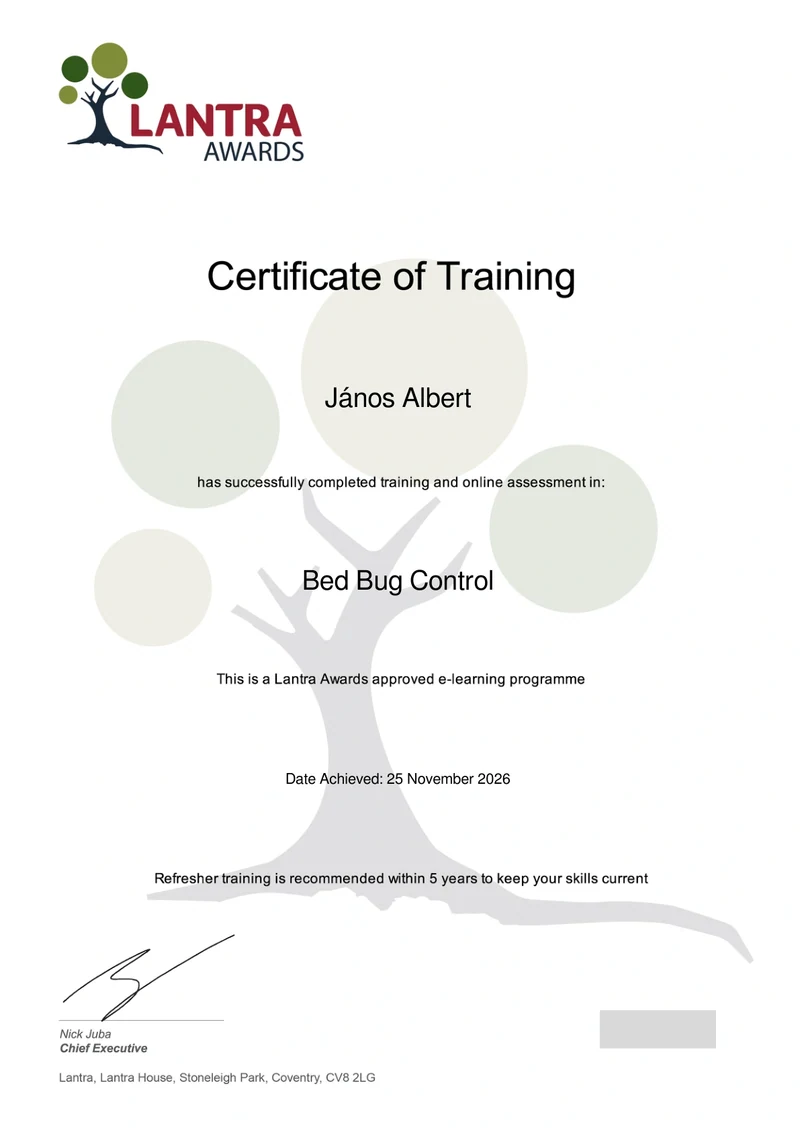 LANTRA
AWARDS
Certificate of Training
János Albert
has successfully completed training and online assessment in:
Bed Bug Control
This is a Lantra Awards approved e-learning programme
Date Achieved: 25 November 2026
Refresher training is recommended within 5 years to keep your skills current
Nick Juba
Chief Executive
Lantra, Lantra House, Stoneleigh Park, Coventry, CV8 2LG